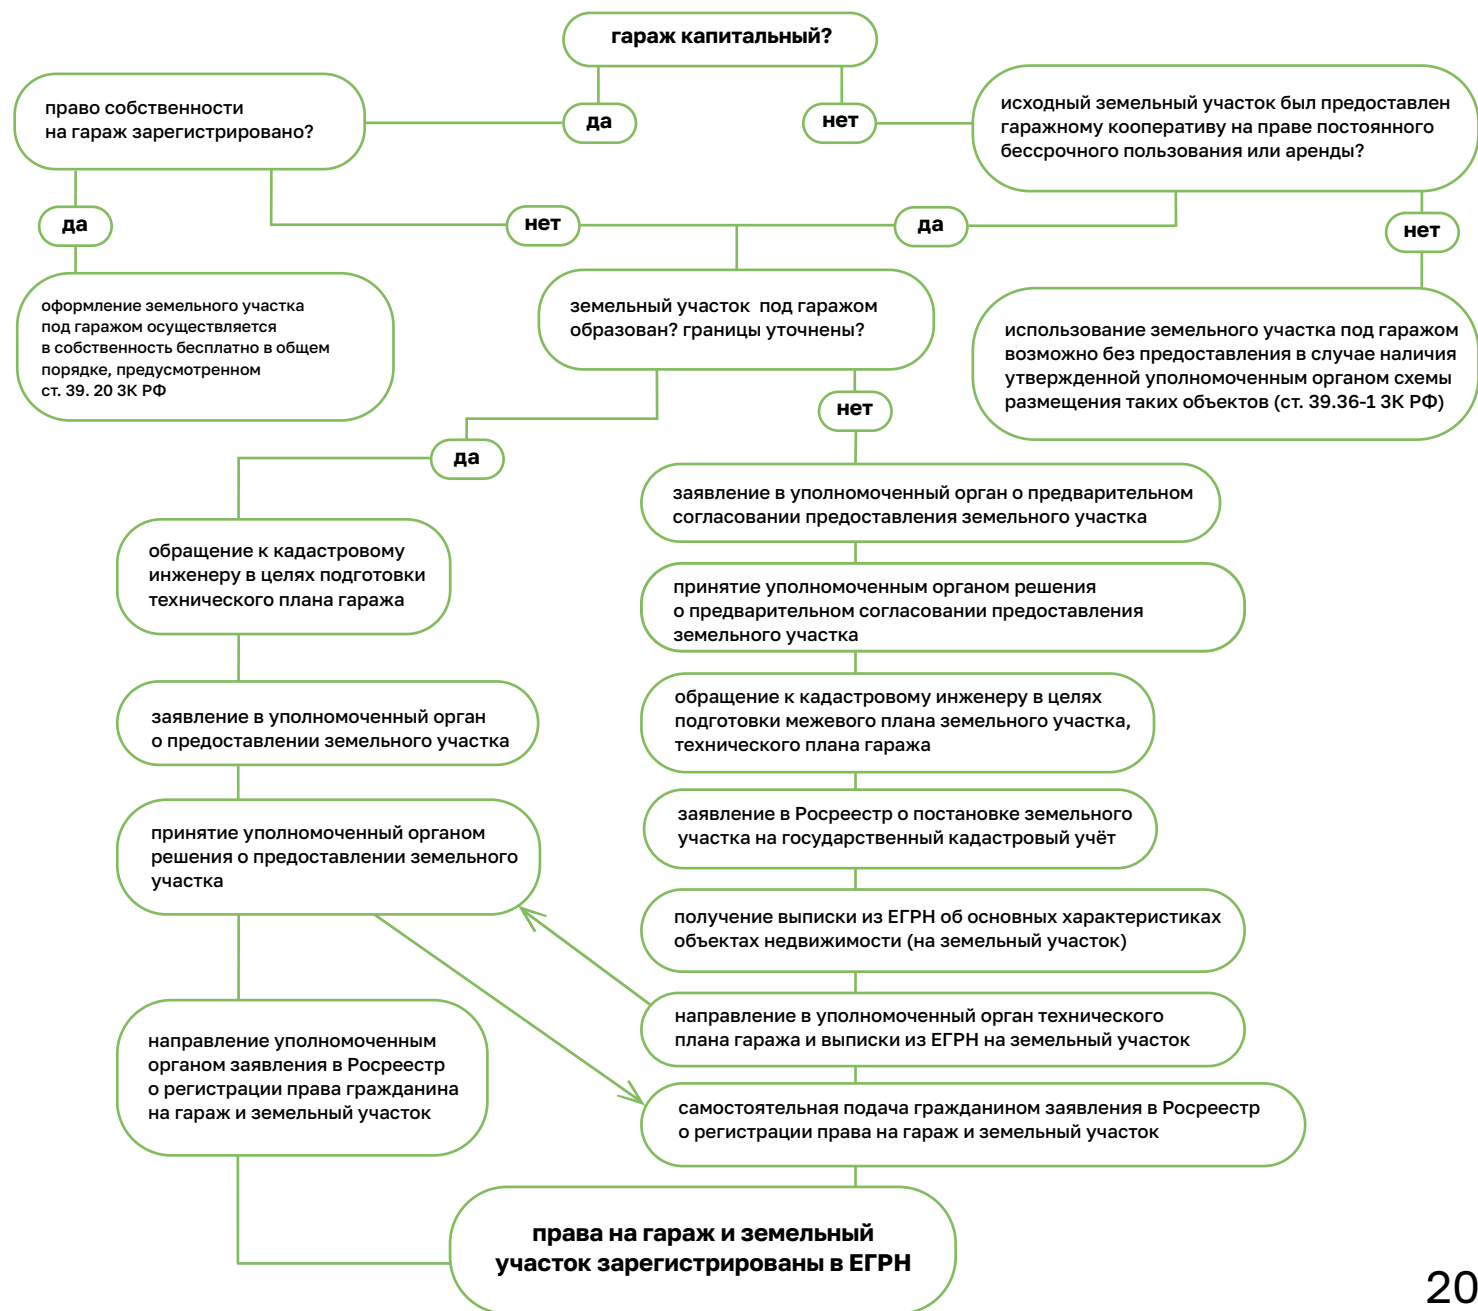 гараж капитальный?
право собственности
на гараж зарегистрировано?
да
нет
исходный земельный участок был предоставлен
гаражному кооперативу на праве постоянного
бессрочного пользования или аренды?
да
нет
да
нет
оформление земельного участка
под гаражом осуществляется
в собственность бесплатно в общем
порядке, предусмотренном
ст. 39. 20 ЗК РФ
земельный участок под гаражом
образован? границы уточнены?
использование земельного участка под гаражом
возможно без предоставления в случае наличия
утвержденной уполномоченным органом схемы
размещения таких объектов (ст. 39.36-1 ЗК РФ)
нет
да
заявление в уполномоченный орган о предварительном
согласовании предоставления земельного участка
обращение к кадастровому
инженеру в целях подготовки
технического плана гаража
принятие уполномоченным органом решения
о предварительном согласовании предоставления
земельного участка
заявление в уполномоченный орган
о предоставлении земельного участка
обращение к кадастровому инженеру в целях
подготовки межевого плана земельного участка,
технического плана гаража
принятие уполномоченный органом
решения о предоставлении земельного
участка
заявление в Росреестр о постановке земельного
участка на государственный кадастровый учёт
получение выписки из ЕГРН об основных характеристиках
объектах недвижимости (на земельный участок)
направление уполномоченным
органом заявления в Росреестр
о регистрации права гражданина
на гараж и земельный участок
направление в уполномоченный орган технического
плана гаража и выписки из ЕГРН на земельный участок
самостоятельная подача гражданином заявления в Росреестр
о регистрации права на гараж и земельный участок
права на гараж и земельный
участок зарегистрированы в ЕГРН
20